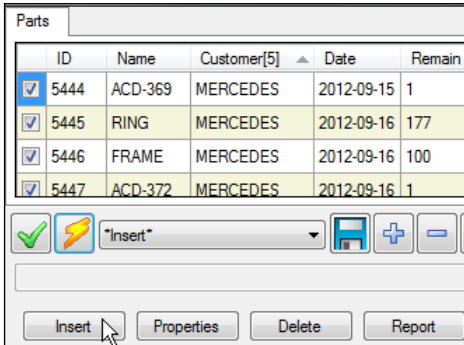 Parts
ID Name Customer[5] Date Remain
5444 ACD-369 MERCEDES 2012-09-15 1
5445 RING MERCEDES 2012-09-16 177
5446 FRAME MERCEDES 2012-09-16 100
5447 ACD-372 MERCEDES 2012-09-16 1
*Insert*
Insert Properties Delete Report